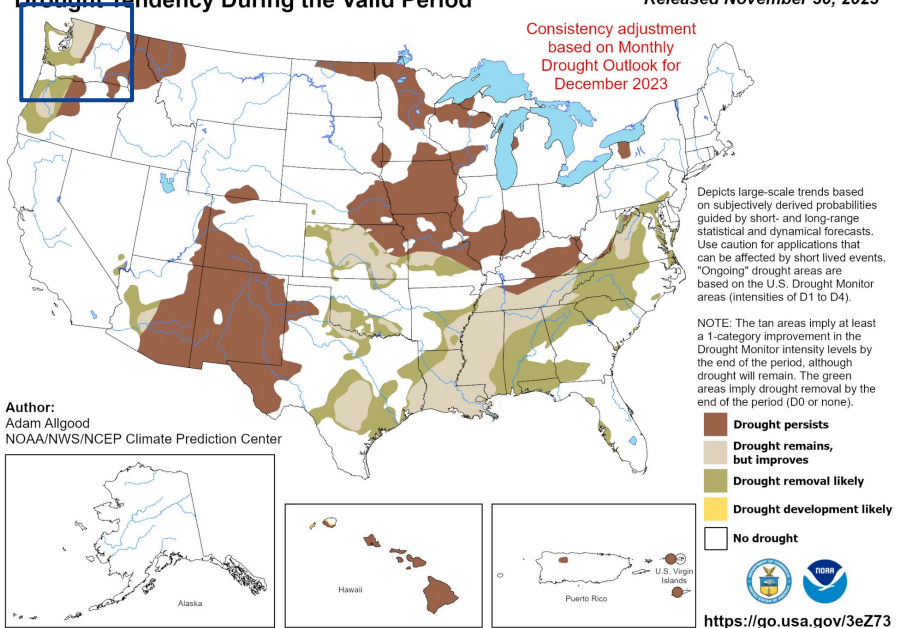 Drought Tendency During the Valid Period
Released November 30, 2023
Consistency adjustment
based on Monthly
Drought Outlook for
December 2023
Depicts large-scale trends based
on subjectively derived probabilities
guided by short- and long-range
statistical and dynamical forecasts.
Use caution for applications that
can be affected by short lived events.
"Ongoing" drought areas are
based on the U.S. Drought Monitor
areas (intensities of D1 to D4).
NOTE: The tan areas imply at least
a 1-category improvement in the
Drought Monitor intensity levels by
the end of the period, although
drought will remain. The green
areas imply drought removal by the
end of the period (D0 or none).
Author:
Adam Allgood
NOAA/NWS/NCEP Climate Prediction Center
Drought persists
Drought remains,
but improves
Drought removal likely
Drought development likely
No drought
Alaska
Hawaii
Puerto Rico
U.S. Virgin
Islands
NOAA
https://go.usa.gov/3eZ73